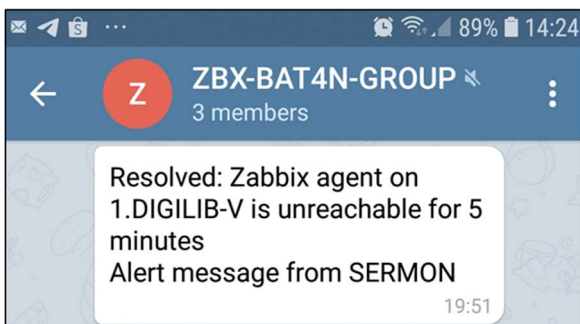 89% 14:24
Z
ZBX-BAT4N-GROUP
3 members
Resolved: Zabbix agent on
1.DIGILIB-V is unreachable for 5
minutes
Alert message from SERMON
19:51